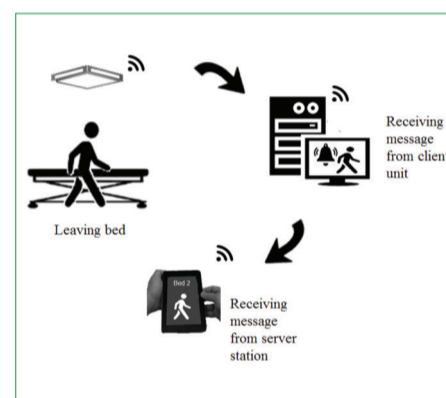 Receiving
message
from client
unit
Leaving bed
Bed 2
Receiving
message
from server
station